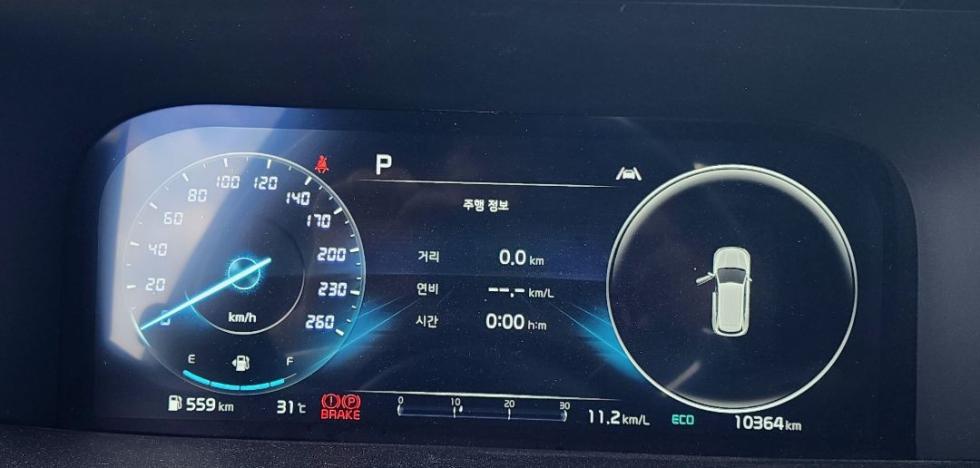 P
주행 정보
거리 0.0 km
연비 --.- km/L
시간 0:00 h:m
0
20
40
60
80
100
120
140
170
200
230
260
km/h
E F
559 km
31℃
(!) (P)
BRAKE
0 10 20 30
11.2 km/L
ECO
10364 km